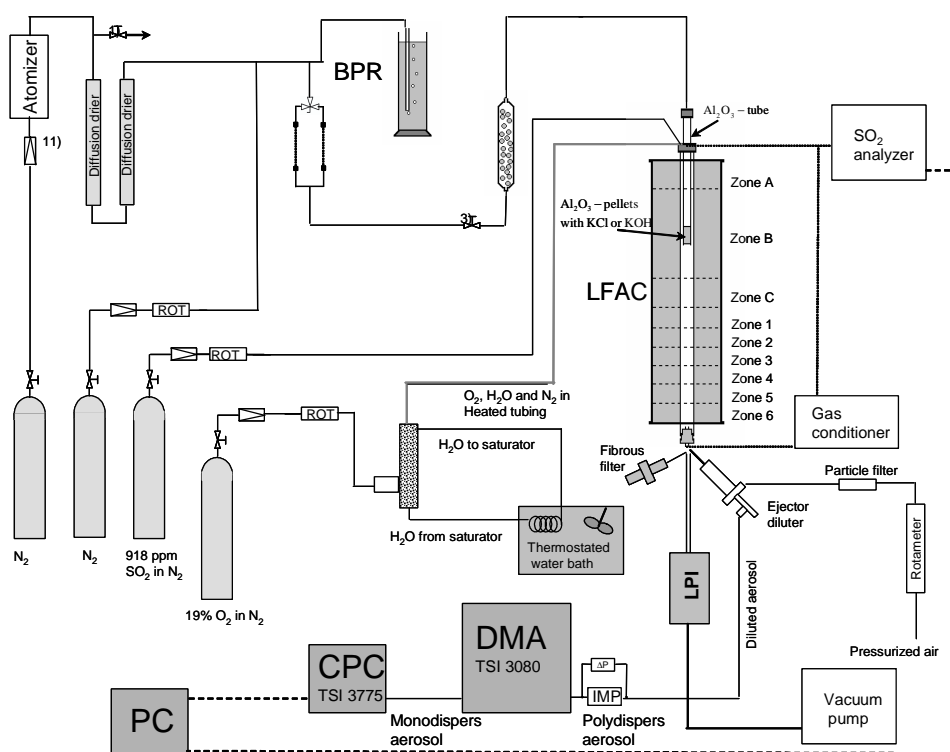 Atomizer
Diffusion drier
Diffusion drier
11)
BPR
3)
Al₂O₃ – tube
SO₂
analyzer
Zone A
Al₂O₃ – pellets
with KCl or KOH
Zone B
LFAC
Zone C
Zone 1
Zone 2
Zone 3
Zone 4
Zone 5
Zone 6
ROT
ROT
ROT
O₂, H₂O and N₂ in
Heated tubing
H₂O to saturator
H₂O from saturator
Thermostated
water bath
Gas
conditioner
Fibrous
filter
Particle filter
Ejector
diluter
Rotameter
Pressurized air
Diluted aerosol
LPI
N₂
N₂
918 ppm
SO₂ in N₂
19% O₂ in N₂
DMA
TSI 3080
CPC
TSI 3775
ΔP
IMP
PC
Monodispers
aerosol
Polydispers
aerosol
Vacuum
pump